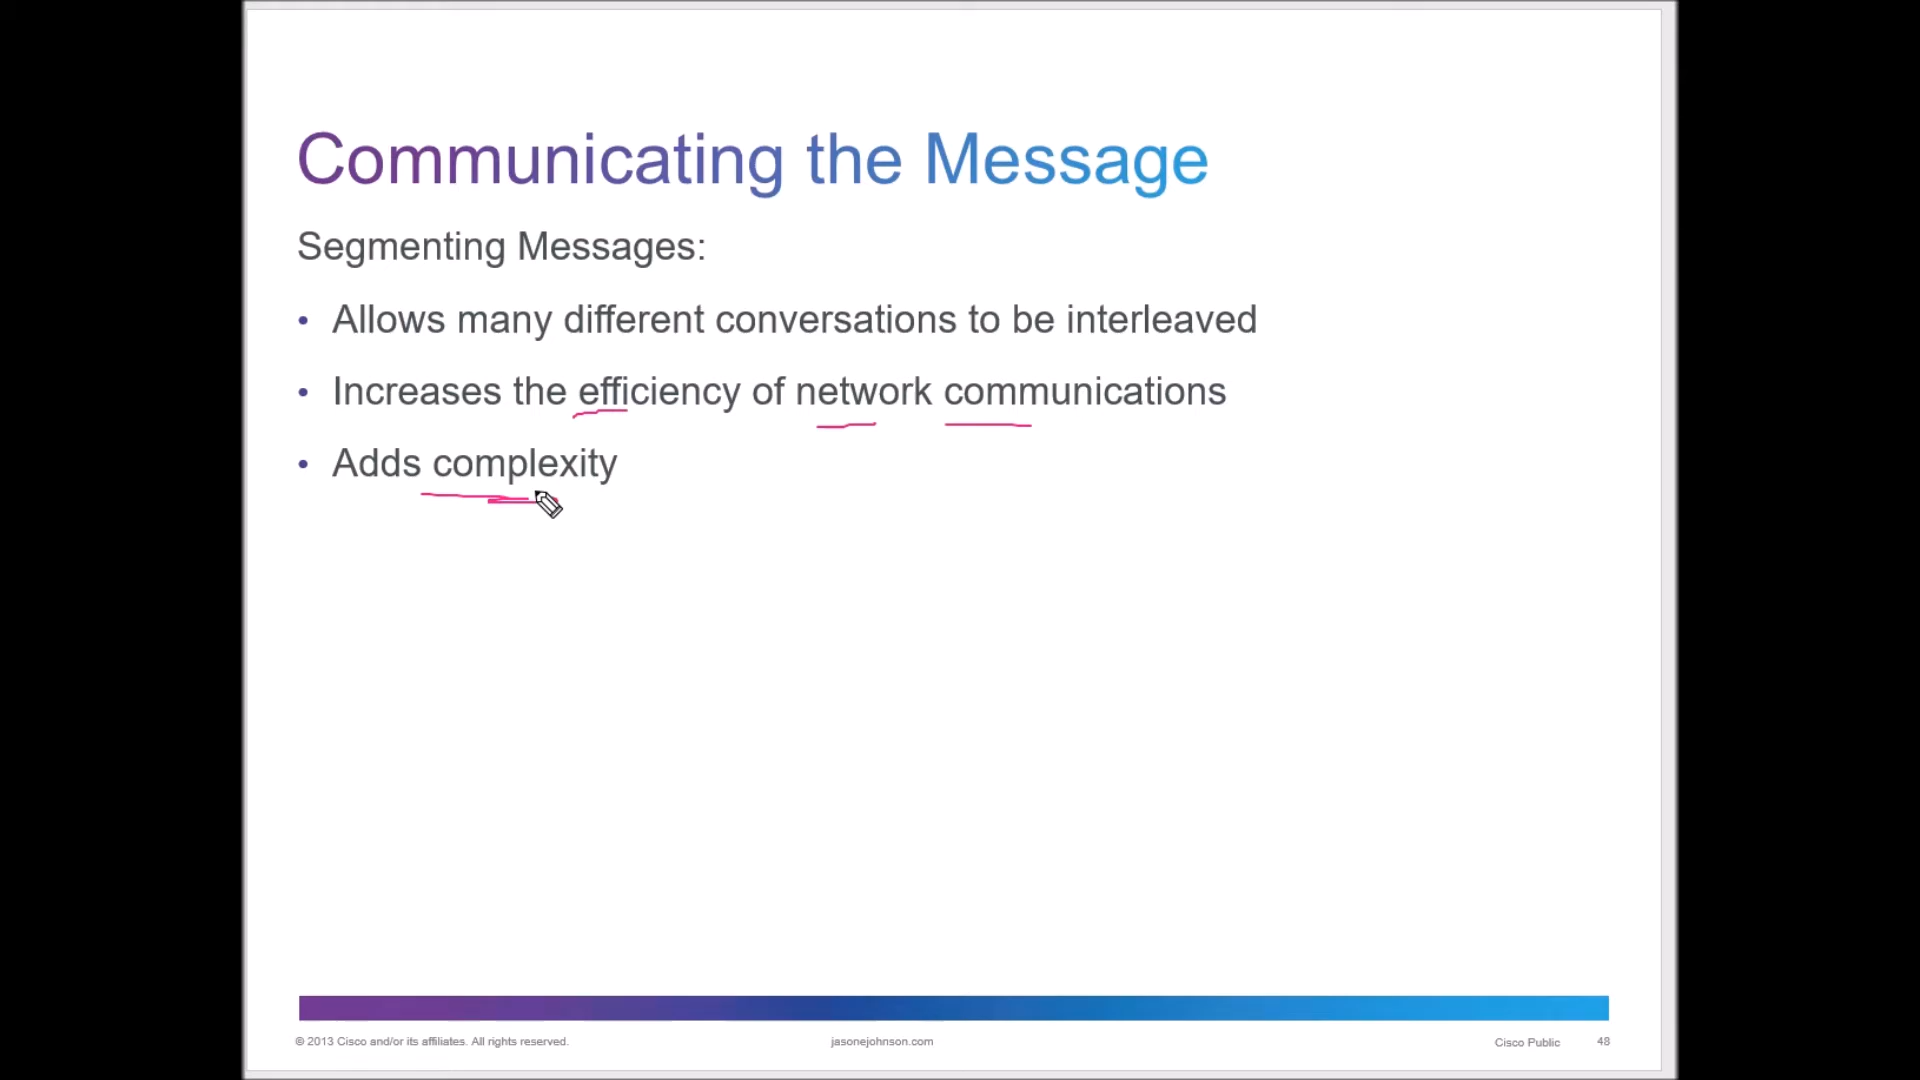 Communicating the Message
Segmenting Messages:
• Allows many different conversations to be interleaved
• Increases the efficiency of network communications
• Adds complexity
© 2013 Cisco and/or its affiliates. All rights reserved. jasonejohnson.com Cisco Public 48